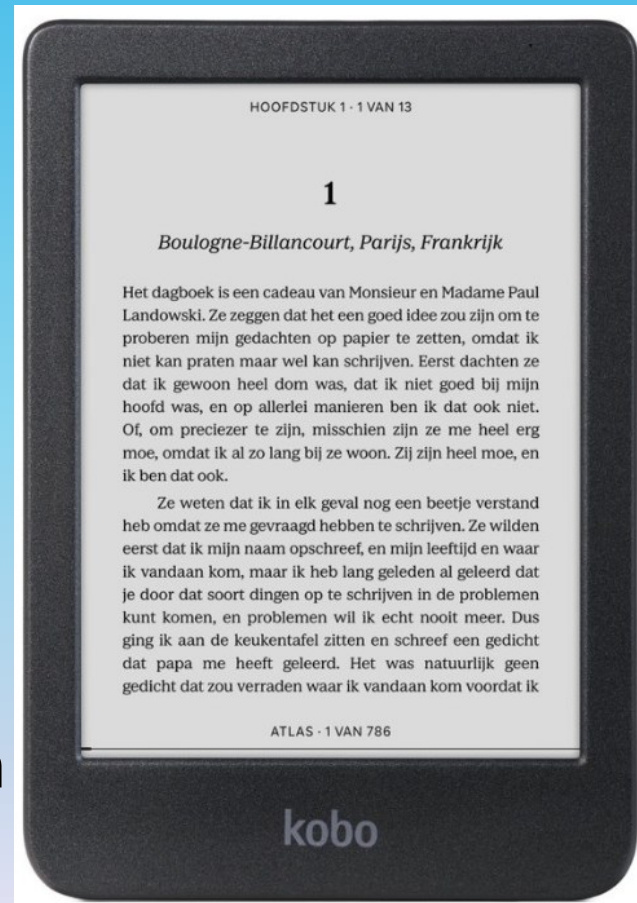 HOOFDSTUK 1 · 1 VAN 13
1
Boulogne-Billancourt, Parijs, Frankrijk
Het dagboek is een cadeau van Monsieur en Madame Paul
Landowski. Ze zeggen dat het een goed idee zou zijn om te
proberen mijn gedachten op papier te zetten, omdat ik
niet kan praten maar wel kan schrijven. Eerst dachten ze
dat ik gewoon heel dom was, dat ik niet goed bij mijn
hoofd was, en op allerlei manieren ben ik dat ook niet.
Of, om preciezer te zijn, misschien zijn ze me heel erg
moe, omdat ik al zo lang bij ze woon. Zij zijn heel moe, en
ik ben dat ook.
Ze weten dat ik in elk geval nog een beetje verstand
heb omdat ze me gevraagd hebben te schrijven. Ze wilden
eerst dat ik mijn naam opschreef, en mijn leeftijd en waar
ik vandaan kom, maar ik heb lang geleden al geleerd dat
je door dat soort dingen op te schrijven in de problemen
kunt komen, en problemen wil ik echt nooit meer. Dus
ging ik aan de keukentafel zitten en schreef een gedicht
dat papa me heeft geleerd. Het was natuurlijk geen
gedicht dat zou verraden waar ik vandaan kom voordat ik
ATLAS · 1 VAN 786
kobo